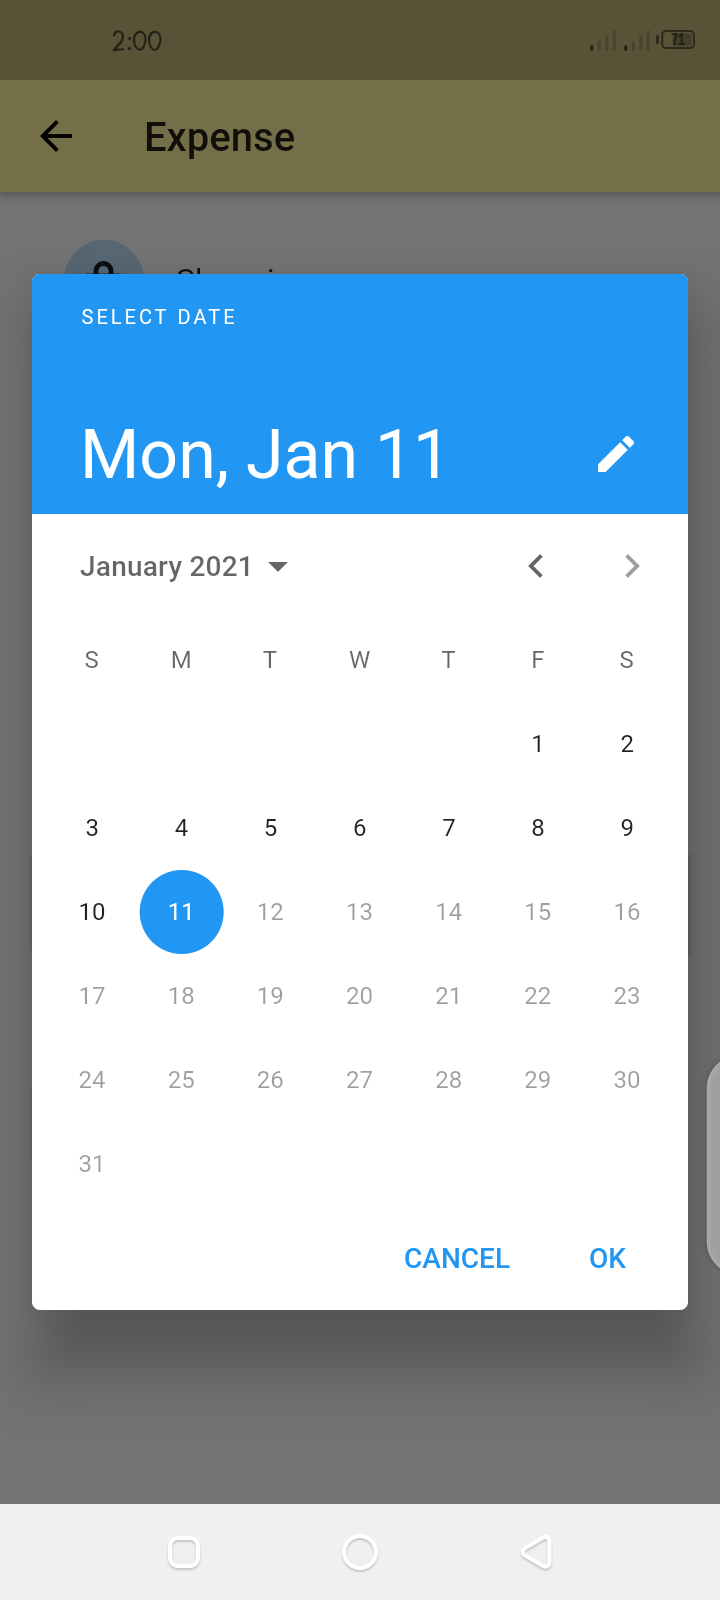 2:00 71
Expense
SELECT DATE
Mon, Jan 11
January 2021
S M T W T F S
1 2
3 4 5 6 7 8 9
10 11 12 13 14 15 16
17 18 19 20 21 22 23
24 25 26 27 28 29 30
31
CANCEL OK